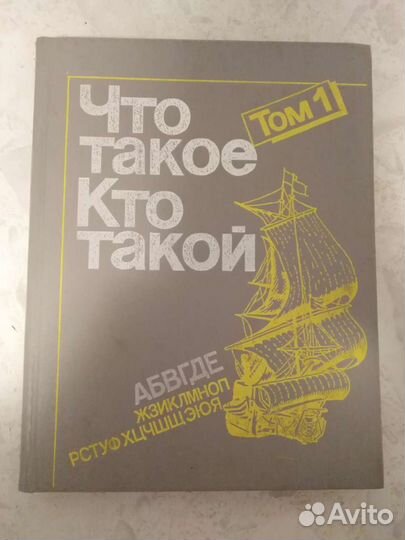 Что
такое
Том 1
Кто
такой
АБВГДЕ
ЖЗИКЛМНОП
РСТУФХЦЧШЩЭЮЯ
Avito